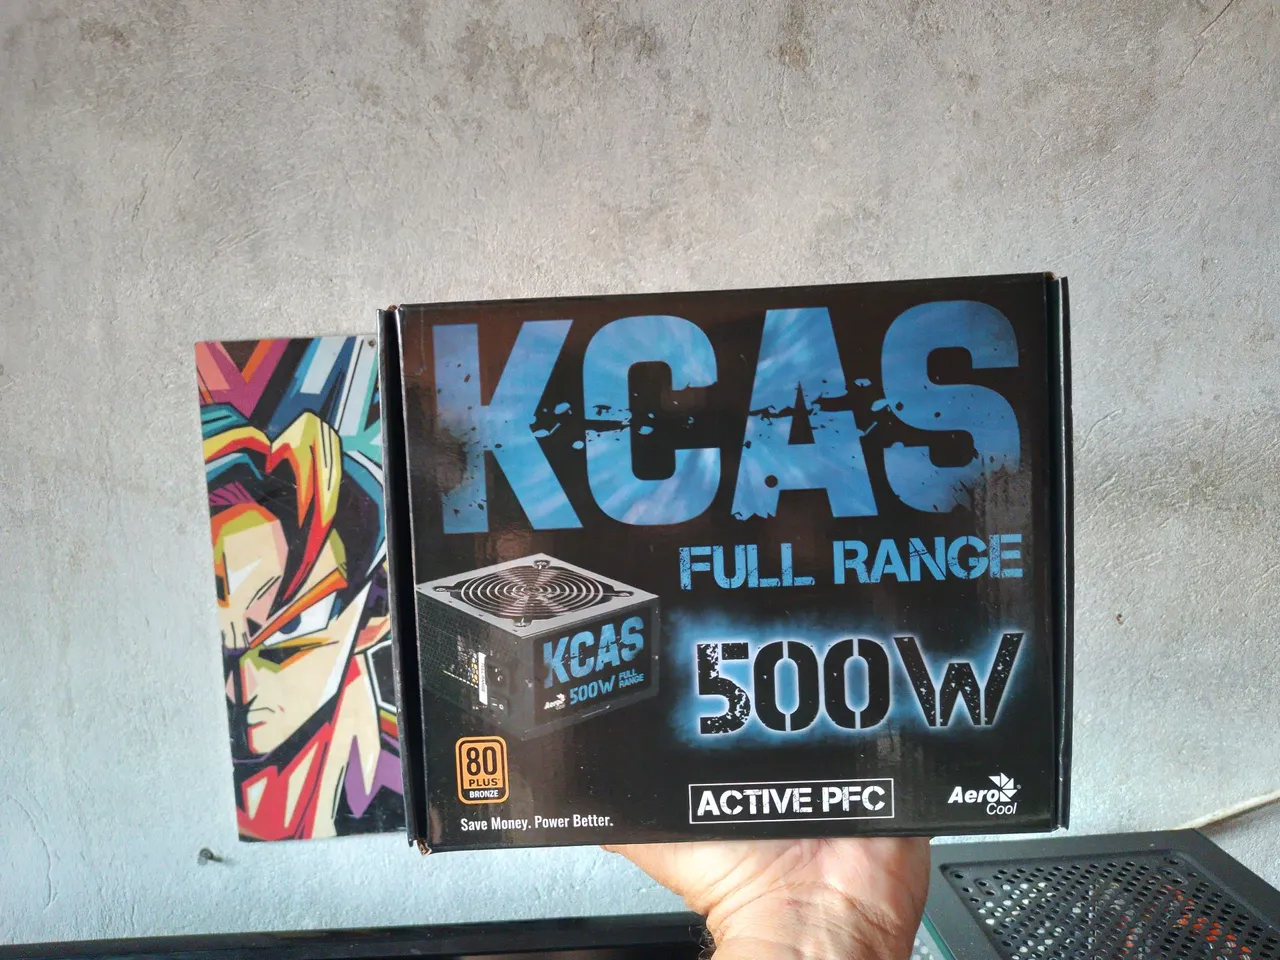 KCAS
FULL RANGE
500W
KCAS
500W FULL RANGE
Aero Cool
80
PLUS
BRONZE
Save Money. Power Better.
ACTIVE PFC
Aero
Cool